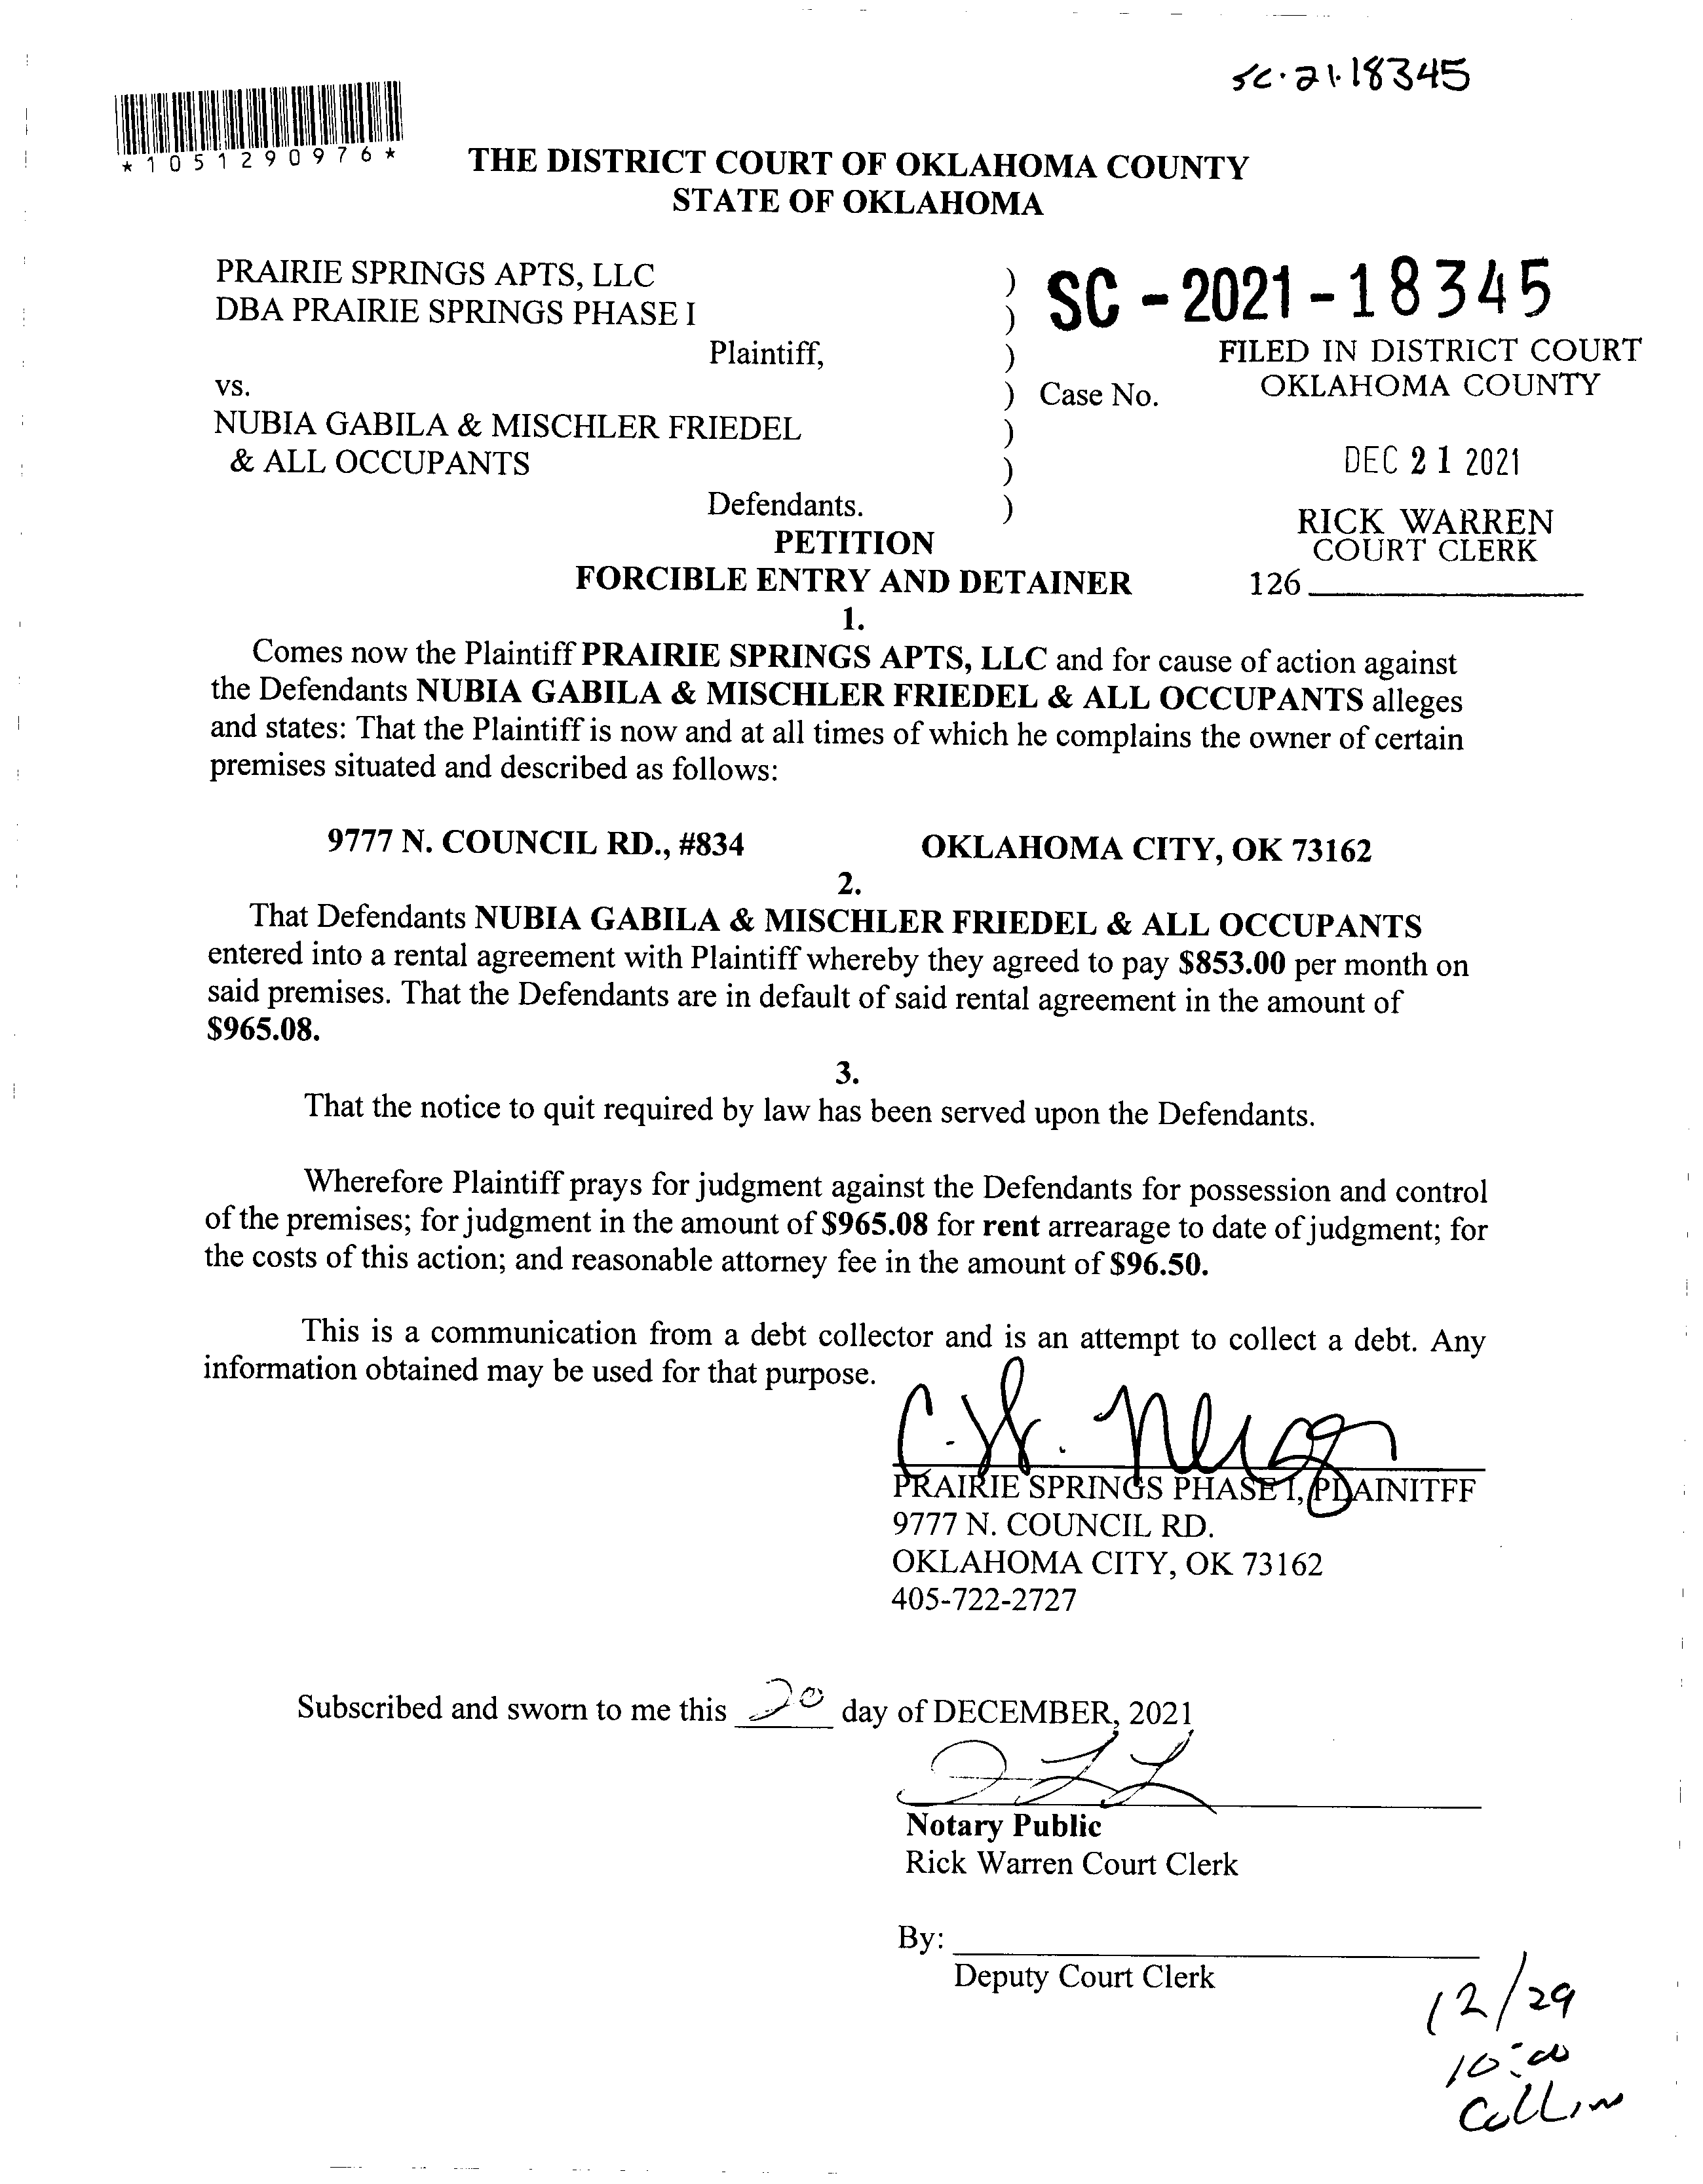 sc.21.18345
*1051290976*
THE DISTRICT COURT OF OKLAHOMA COUNTY
STATE OF OKLAHOMA
PRAIRIE SPRINGS APTS, LLC )
DBA PRAIRIE SPRINGS PHASE I )
SC-2021-18345
Plaintiff, )
FILED IN DISTRICT COURT
OKLAHOMA COUNTY
vs. ) Case No.
NUBIA GABILA & MISCHLER FRIEDEL )
& ALL OCCUPANTS )
DEC 21 2021
Defendants. )
RICK WARREN
COURT CLERK
126
PETITION
FORCIBLE ENTRY AND DETAINER
1.
Comes now the Plaintiff PRAIRIE SPRINGS APTS, LLC and for cause of action against
the Defendants NUBIA GABILA & MISCHLER FRIEDEL & ALL OCCUPANTS alleges
and states: That the Plaintiff is now and at all times of which he complains the owner of certain
premises situated and described as follows:
9777 N. COUNCIL RD., #834 OKLAHOMA CITY, OK 73162
2.
That Defendants NUBIA GABILA & MISCHLER FRIEDEL & ALL OCCUPANTS
entered into a rental agreement with Plaintiff whereby they agreed to pay $853.00 per month on
said premises. That the Defendants are in default of said rental agreement in the amount of
$965.08.
3.
That the notice to quit required by law has been served upon the Defendants.
Wherefore Plaintiff prays for judgment against the Defendants for possession and control
of the premises; for judgment in the amount of $965.08 for rent arrearage to date of judgment; for
the costs of this action; and reasonable attorney fee in the amount of $96.50.
This is a communication from a debt collector and is an attempt to collect a debt. Any
information obtained may be used for that purpose.
PRAIRIE SPRINGS PHASE I, PLAINITFF
9777 N. COUNCIL RD.
OKLAHOMA CITY, OK 73162
405-722-2727
Subscribed and sworn to me this 20 day of DECEMBER, 2021
Notary Public
Rick Warren Court Clerk
By:
Deputy Court Clerk
12/29
10:00
Collin